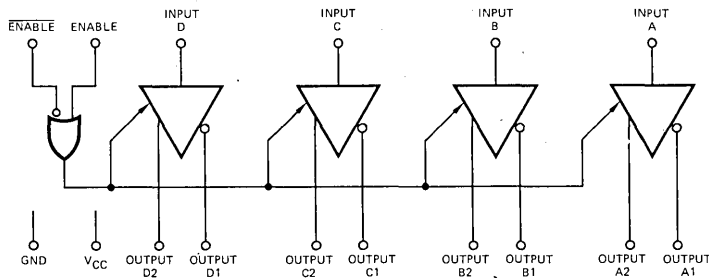 ENABLE ENABLE
INPUT D
INPUT C
INPUT B
INPUT A
GND
VCC
OUTPUT D2
OUTPUT D1
OUTPUT C2
OUTPUT C1
OUTPUT B2
OUTPUT B1
OUTPUT A2
OUTPUT A1